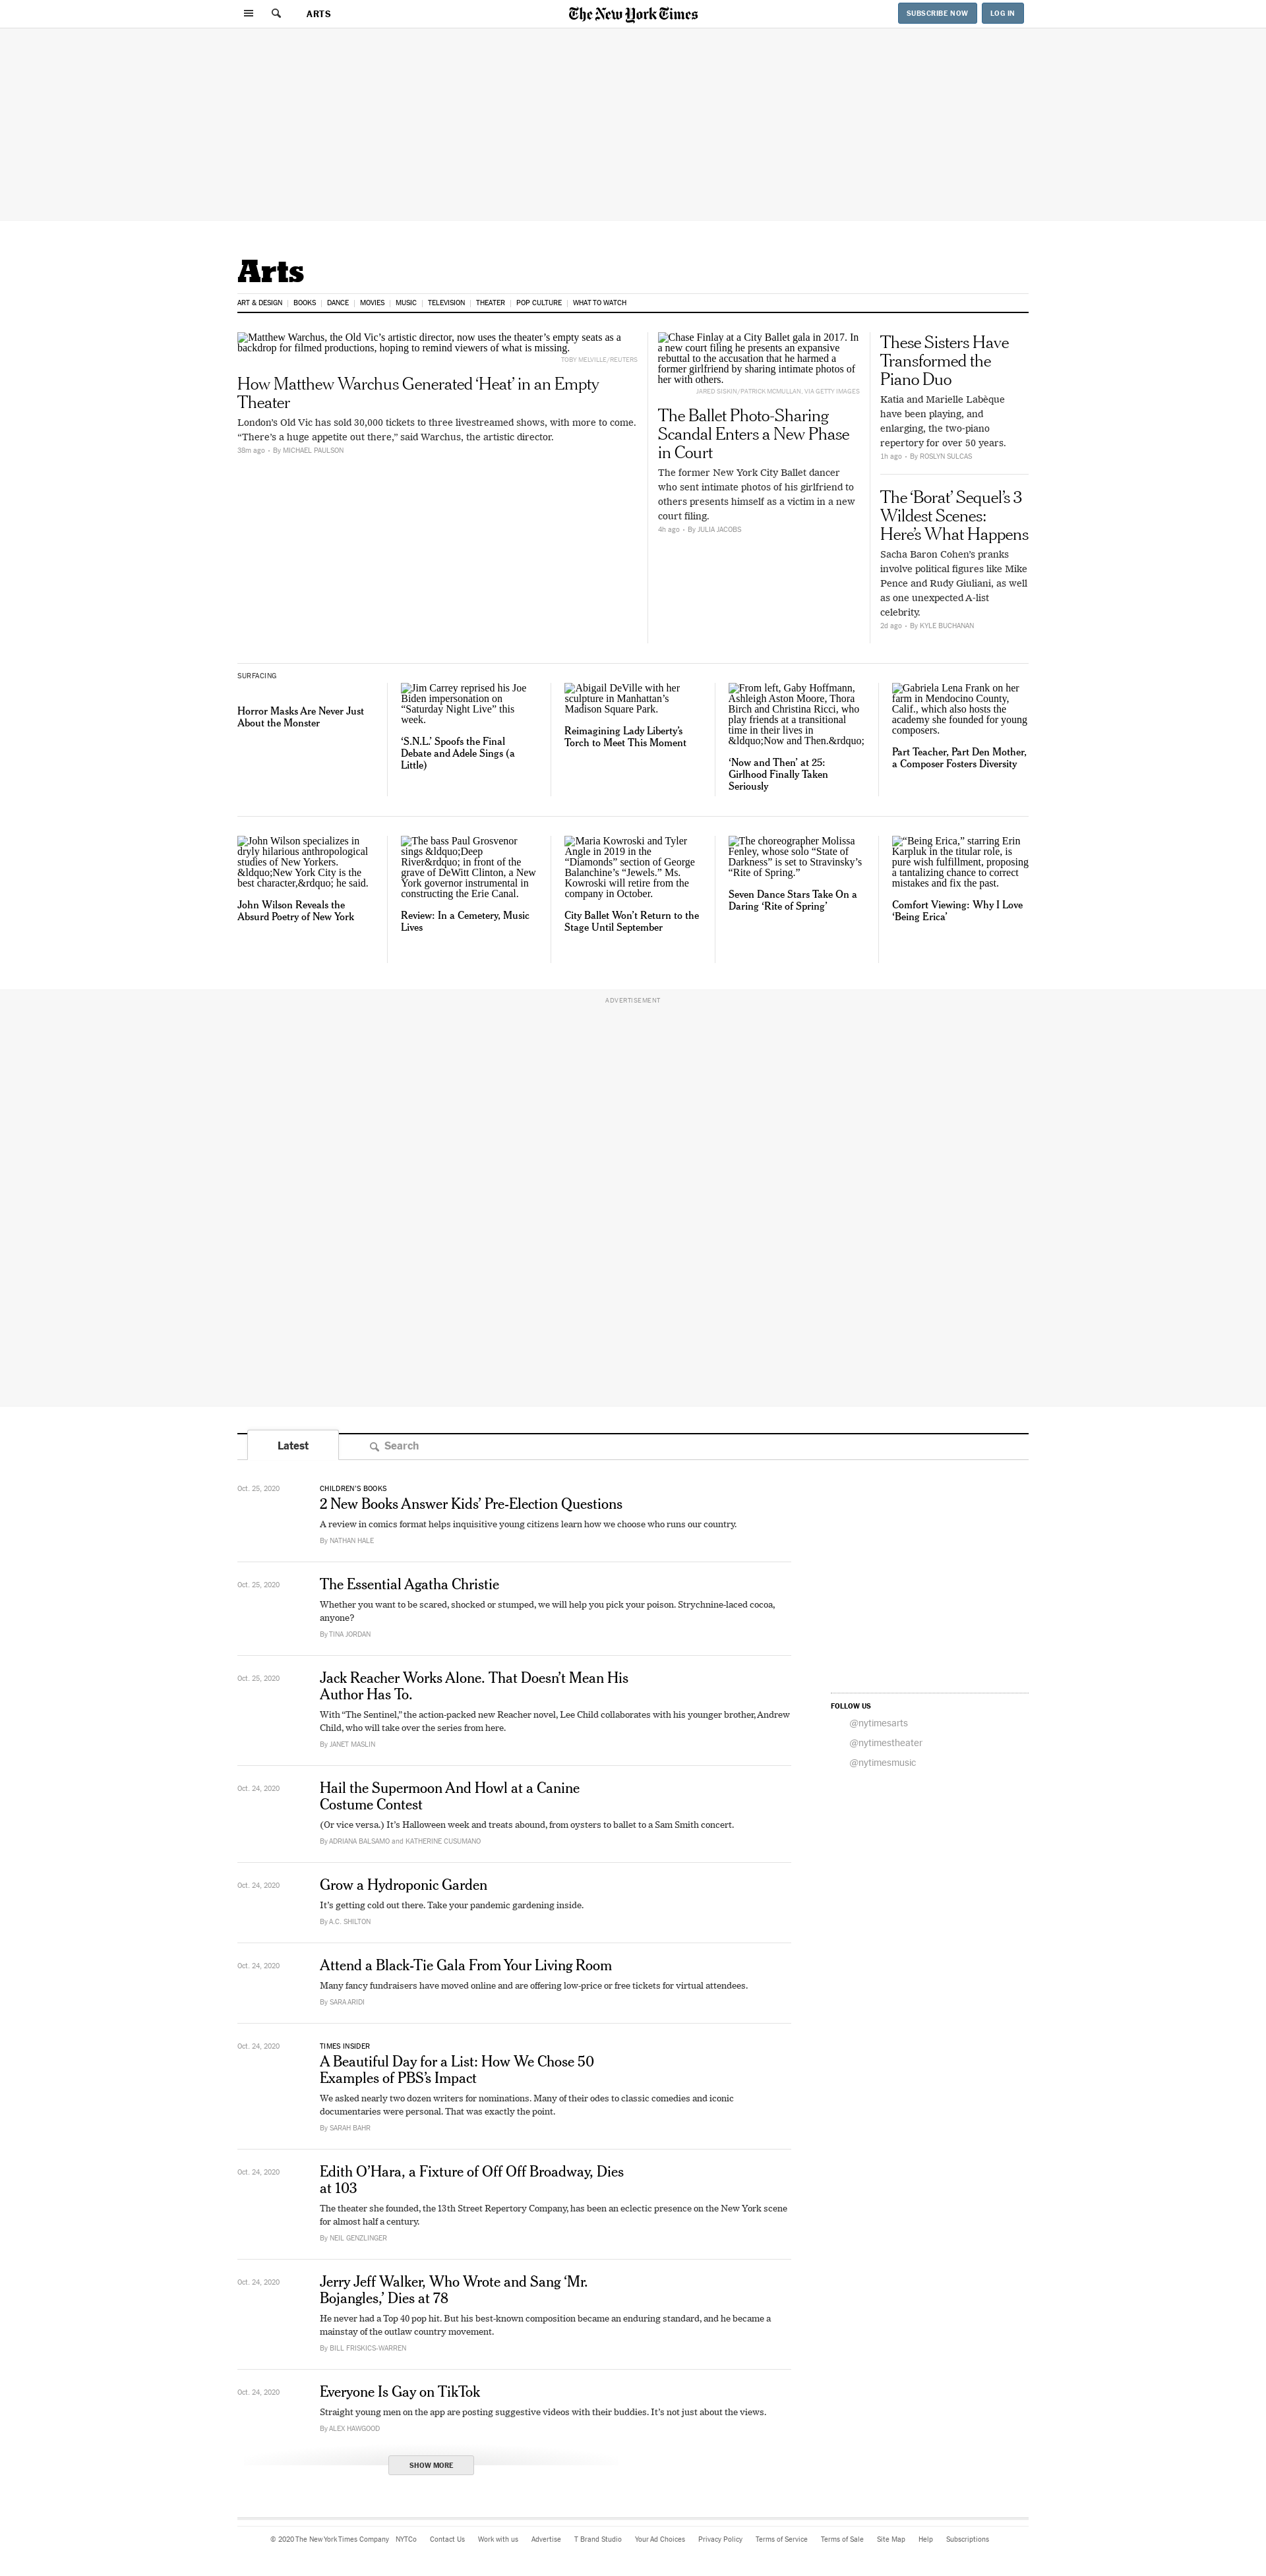 ARTS
The New York Times
SUBSCRIBE NOW
LOG IN
Arts
ART & DESIGN
BOOKS
DANCE
MOVIES
MUSIC
TELEVISION
THEATER
POP CULTURE
WHAT TO WATCH
Matthew Warchus, the Old Vic’s artistic director, now uses the theater’s empty seats as a
backdrop for filmed productions, hoping to remind viewers of what is missing.
TOBY MELVILLE/REUTERS
How Matthew Warchus Generated ‘Heat’ in an Empty
Theater
London’s Old Vic has sold 30,000 tickets to three livestreamed shows, with more to come.
“There’s a huge appetite out there,” said Warchus, the artistic director.
38m ago - By MICHAEL PAULSON
Chase Finlay at a City Ballet gala in 2017. In
a new court filing he presents an expansive
rebuttal to the accusation that he harmed a
former girlfriend by sharing intimate photos of
her with others.
JARED SISKIN/PATRICK MCMULLAN, VIA GETTY IMAGES
The Ballet Photo-Sharing
Scandal Enters a New Phase
in Court
The former New York City Ballet dancer
who sent intimate photos of his girlfriend to
others presents himself as a victim in a new
court filing.
4h ago - By JULIA JACOBS
These Sisters Have
Transformed the
Piano Duo
Katia and Marielle Labèque
have been playing, and
enlarging, the two-piano
repertory for over 50 years.
1h ago - By ROSLYN SULCAS
The ‘Borat’ Sequel’s 3
Wildest Scenes:
Here’s What Happens
Sacha Baron Cohen’s pranks
involve political figures like Mike
Pence and Rudy Giuliani, as well
as one unexpected A-list
celebrity.
2d ago - By KYLE BUCHANAN
SURFACING
Horror Masks Are Never Just
About the Monster
Jim Carrey reprised his Joe
Biden impersonation on
“Saturday Night Live” this
week.
‘S.N.L.’ Spoofs the Final
Debate and Adele Sings (a
Little)
Abigail DeVille with her
sculpture in Manhattan’s
Madison Square Park.
Reimagining Lady Liberty’s
Torch to Meet This Moment
From left, Gaby Hoffmann,
Ashleigh Aston Moore, Thora
Birch and Christina Ricci, who
play friends at a transitional
time in their lives in
&ldquo;Now and Then.&rdquo;
‘Now and Then’ at 25:
Girlhood Finally Taken
Seriously
Gabriela Lena Frank on her
farm in Mendocino County,
Calif., which also hosts the
academy she founded for young
composers.
Part Teacher, Part Den Mother,
a Composer Fosters Diversity
John Wilson specializes in
dryly hilarious anthropological
studies of New Yorkers.
&ldquo;New York City is the
best character,&rdquo; he said.
John Wilson Reveals the
Absurd Poetry of New York
The bass Paul Grosvenor
sings &ldquo;Deep
River&rdquo; in front of the
grave of DeWitt Clinton, a New
York governor instrumental in
constructing the Erie Canal.
Review: In a Cemetery, Music
Lives
Maria Kowroski and Tyler
Angle in 2019 in the
“Diamonds” section of George
Balanchine’s “Jewels.” Ms.
Kowroski will retire from the
company in October.
City Ballet Won’t Return to the
Stage Until September
The choreographer Molissa
Fenley, whose solo “State of
Darkness” is set to Stravinsky’s
“Rite of Spring.”
Seven Dance Stars Take On a
Daring ‘Rite of Spring’
“Being Erica,” starring Erin
Karpluk in the title role, is
pure wish fulfillment, proposing
a tantalizing chance to correct
mistakes and fix the past.
Comfort Viewing: Why I Love
‘Being Erica’
ADVERTISEMENT
Latest
Search
Oct. 25, 2020
CHILDREN’S BOOKS
2 New Books Answer Kids’ Pre-Election Questions
A review in comics format helps inquisitive young citizens learn how we choose who runs our country.
By NATHAN HALE
Oct. 25, 2020
The Essential Agatha Christie
Whether you want to be scared, shocked or stumped, we will help you pick your poison. Strychnine-laced cocoa,
anyone?
By TINA JORDAN
Oct. 25, 2020
Jack Reacher Works Alone. That Doesn’t Mean His
Author Has To.
With “The Sentinel,” the action-packed new Reacher novel, Lee Child collaborates with his younger brother, Andrew
Child, who will take over the series from here.
By JANET MASLIN
Oct. 24, 2020
Hail the Supermoon And Howl at a Canine
Costume Contest
(Or vice versa.) It’s Halloween week and treats abound, from oysters to ballet to a Sam Smith concert.
By ADRIANA BALSAMO and KATHERINE CUSUMANO
Oct. 24, 2020
Grow a Hydroponic Garden
It’s getting cold out there. Take your pandemic gardening inside.
By A.C. SHILTON
Oct. 24, 2020
Attend a Black-Tie Gala From Your Living Room
Many fancy fundraisers have moved online and are offering low-price or free tickets for virtual attendees.
By SARA ARIDI
Oct. 24, 2020
TIMES INSIDER
A Beautiful Day for a List: How We Chose 50
Examples of PBS’s Impact
We asked nearly two dozen writers for nominations. Many of their odes to classic comedies and iconic
documentaries were personal. That was exactly the point.
By SARAH BAHR
Oct. 24, 2020
Edith O’Hara, a Fixture of Off Off Broadway, Dies
at 103
The theater she founded, the 13th Street Repertory Company, has been an eclectic presence on the New York scene
for almost half a century.
By NEIL GENZLINGER
Oct. 24, 2020
Jerry Jeff Walker, Who Wrote and Sang ‘Mr.
Bojangles,’ Dies at 78
He never had a Top 40 pop hit. But his best-known composition became an enduring standard, and he became a
mainstay of the outlaw country movement.
By BILL FRISKICS-WARREN
Oct. 24, 2020
Everyone Is Gay on TikTok
Straight young men on the app are posting suggestive videos with their buddies. It’s not just about the views.
By ALEX HAWGOOD
SHOW MORE
FOLLOW US
@nytimesarts
@nytimestheater
@nytimesmusic
© 2020 The New York Times Company
NYTCo
Contact Us
Work with us
Advertise
T Brand Studio
Your Ad Choices
Privacy Policy
Terms of Service
Terms of Sale
Site Map
Help
Subscriptions